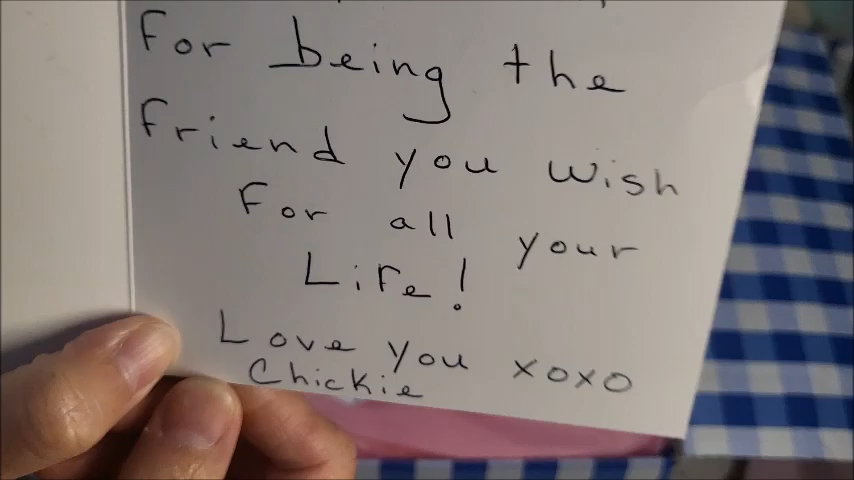 For being the
friend you wish
For all your
Life!
Love you xoxo
Chickie